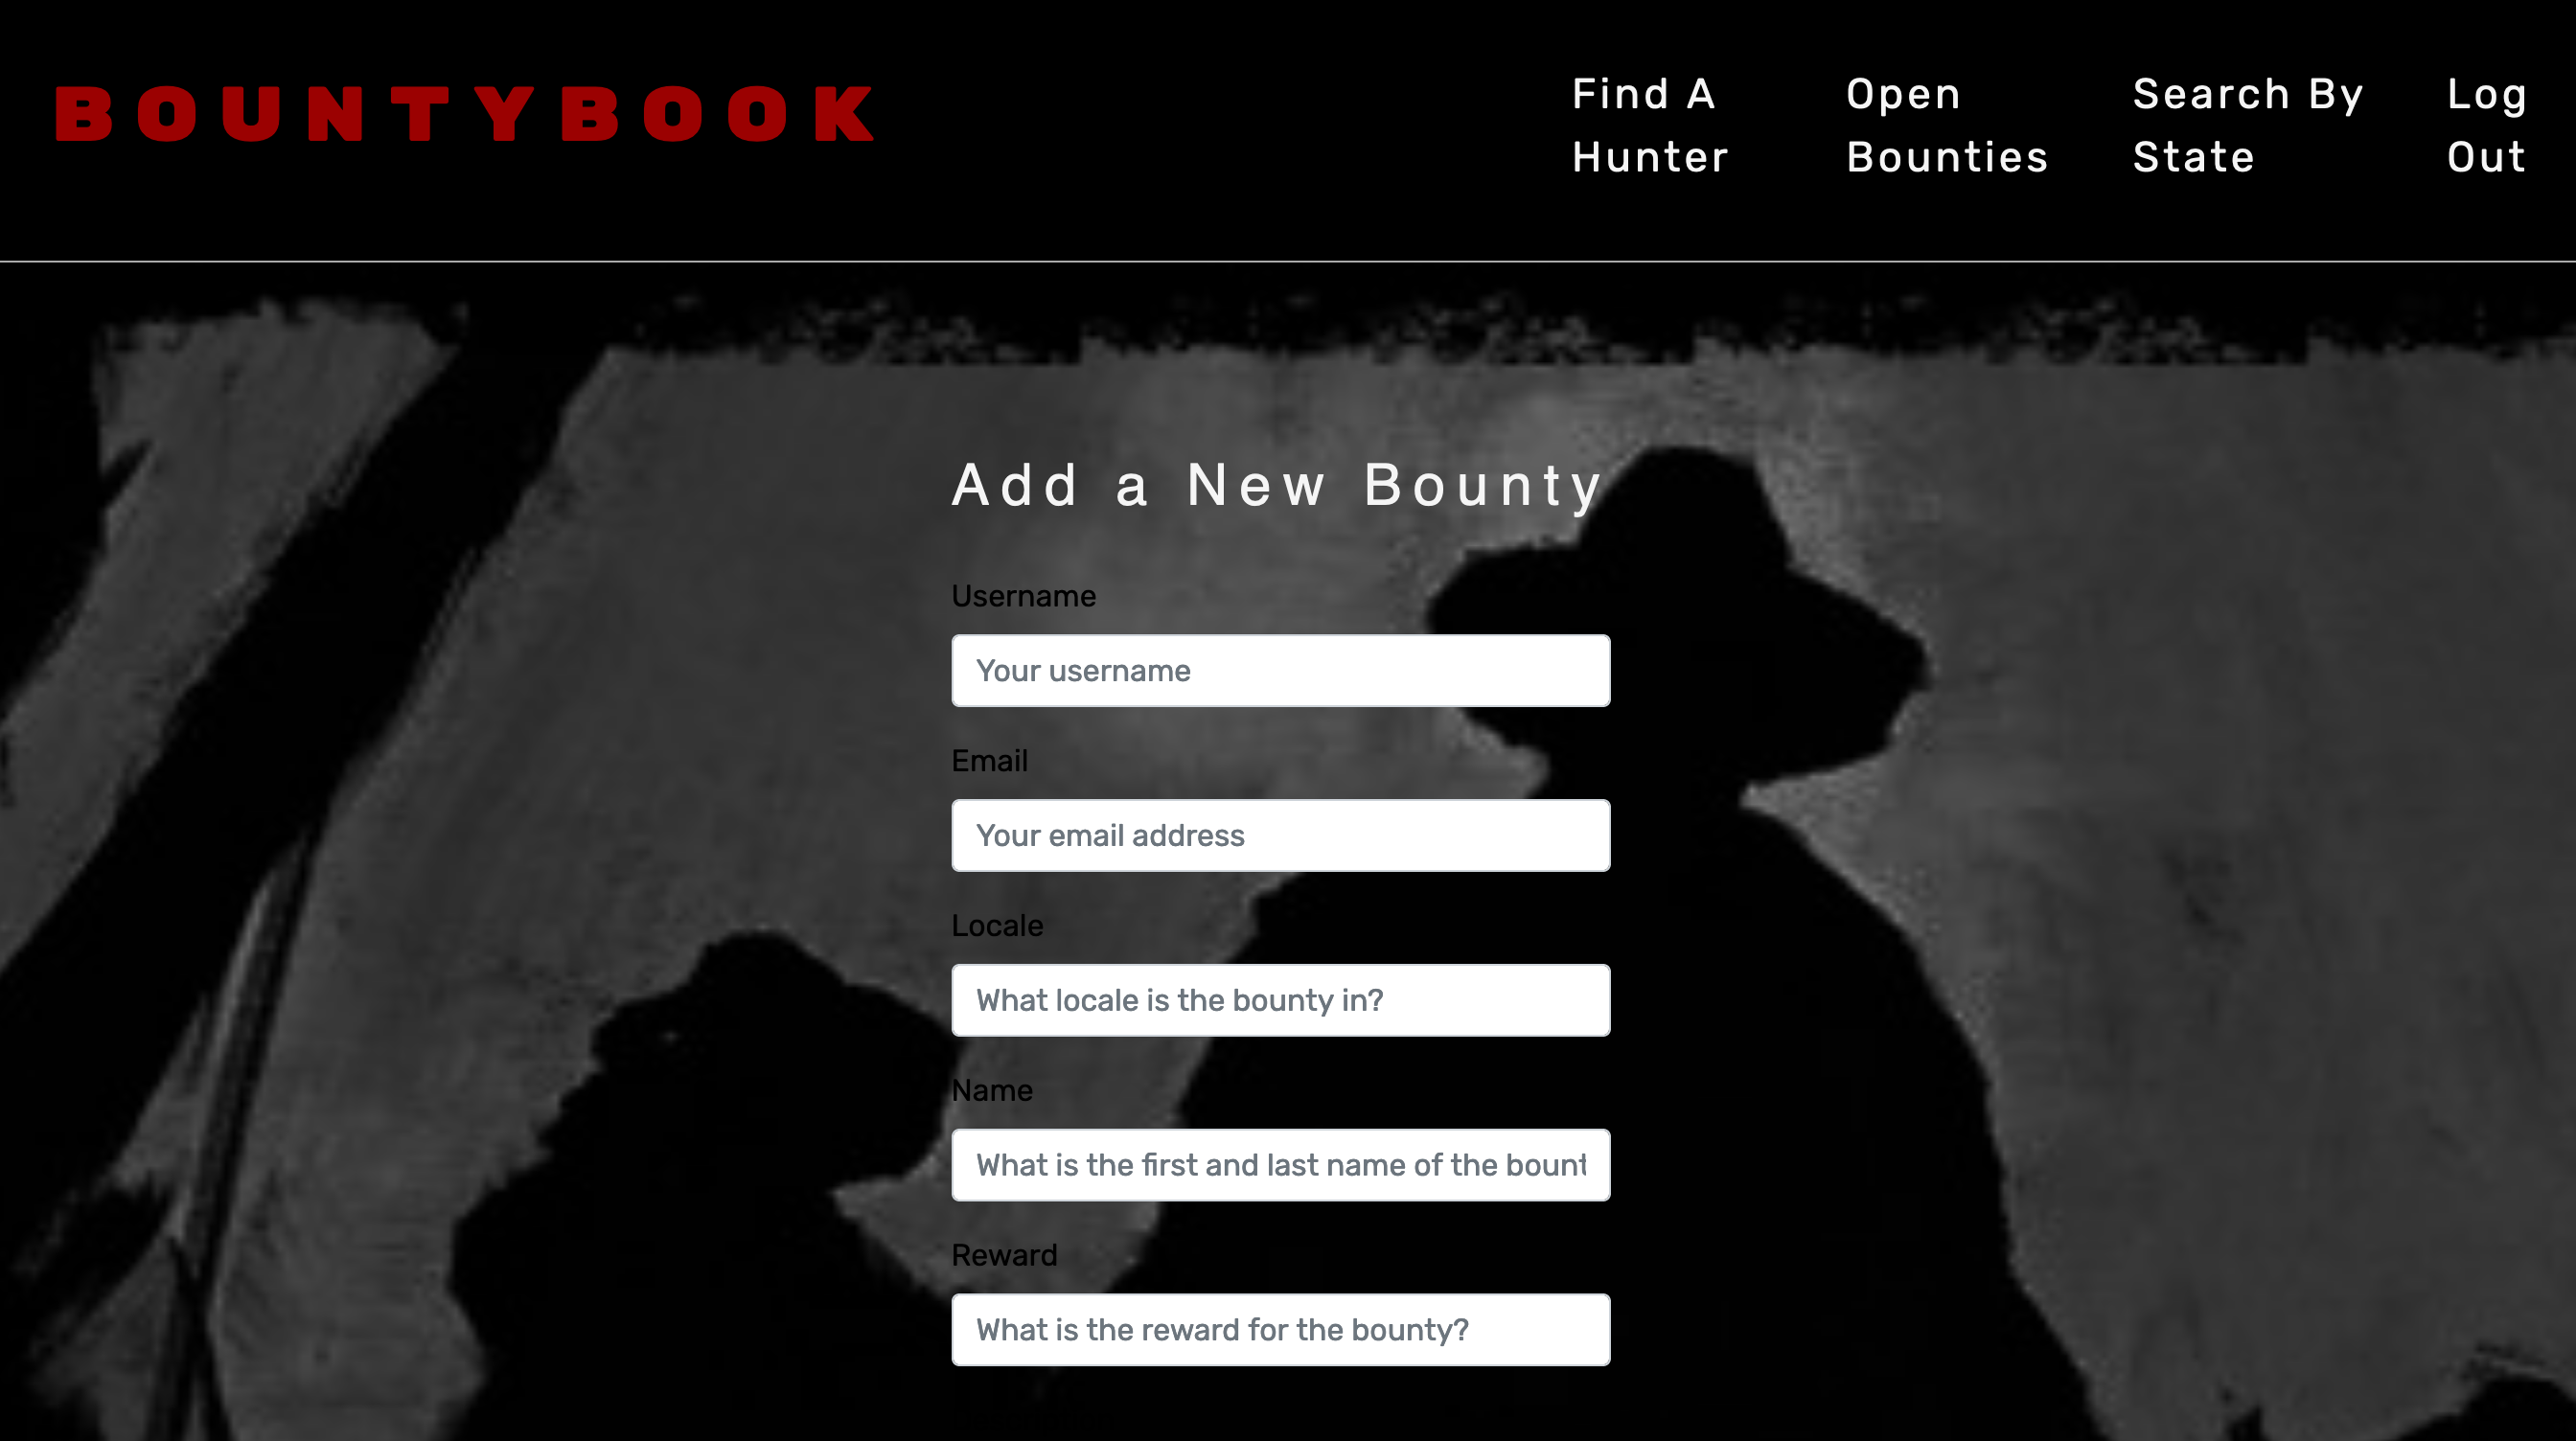 BOUNTYBOOK
Find A
Hunter
Open
Bounties
Search By
State
Log
Out
Add a New Bounty
Username
Your username
Email
Your email address
Locale
What locale is the bounty in?
Name
What is the first and last name of the bount
Reward
What is the reward for the bounty?